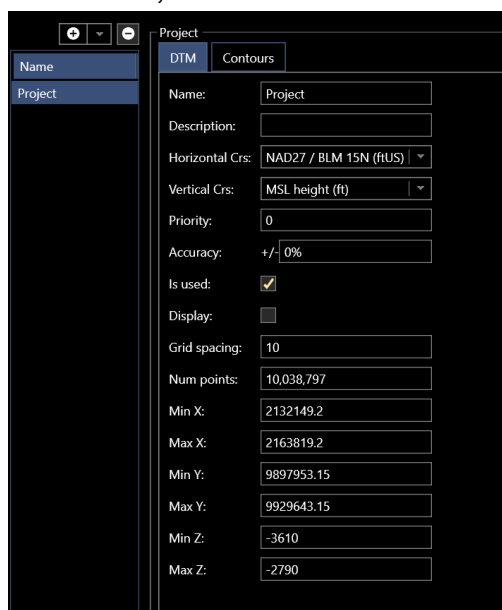 Project
Name
DTM Contours
Project
Name: Project
Description:
Horizontal Crs: NAD27 / BLM 15N (ftUS)
Vertical Crs: MSL height (ft)
Priority: 0
Accuracy: +/- 0%
Is used:
Display:
Grid spacing: 10
Num points: 10,038,797
Min X: 2132149.2
Max X: 2163819.2
Min Y: 9897953.15
Max Y: 9929643.15
Min Z: -3610
Max Z: -2790